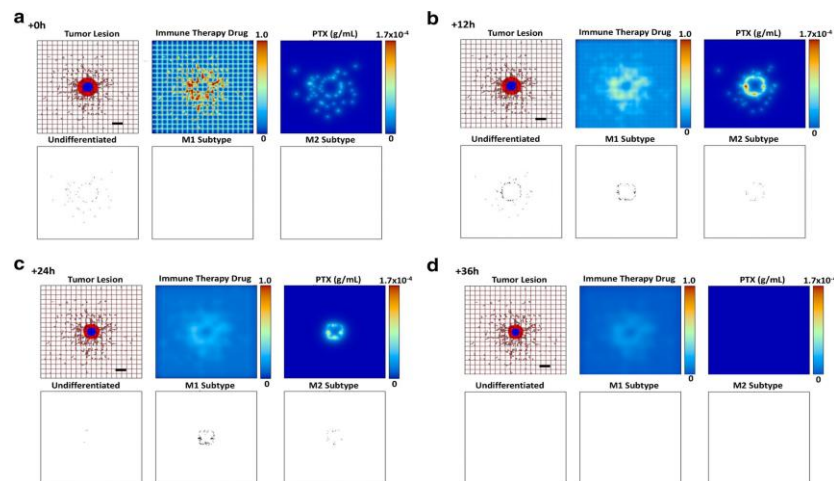 a
+0h
Tumor Lesion
Immune Therapy Drug
1.0
0
PTX (g/mL)
1.7x10⁻⁴
0
Undifferentiated
M1 Subtype
M2 Subtype
b
+12h
Tumor Lesion
Immune Therapy Drug
1.0
0
PTX (g/mL)
1.7x10⁻⁴
0
Undifferentiated
M1 Subtype
M2 Subtype
c
+24h
Tumor Lesion
Immune Therapy Drug
1.0
0
PTX (g/mL)
1.7x10⁻⁴
0
Undifferentiated
M1 Subtype
M2 Subtype
d
+36h
Tumor Lesion
Immune Therapy Drug
1.0
0
PTX (g/mL)
1.7x10⁻
0
Undifferentiated
M1 Subtype
M2 Subtype